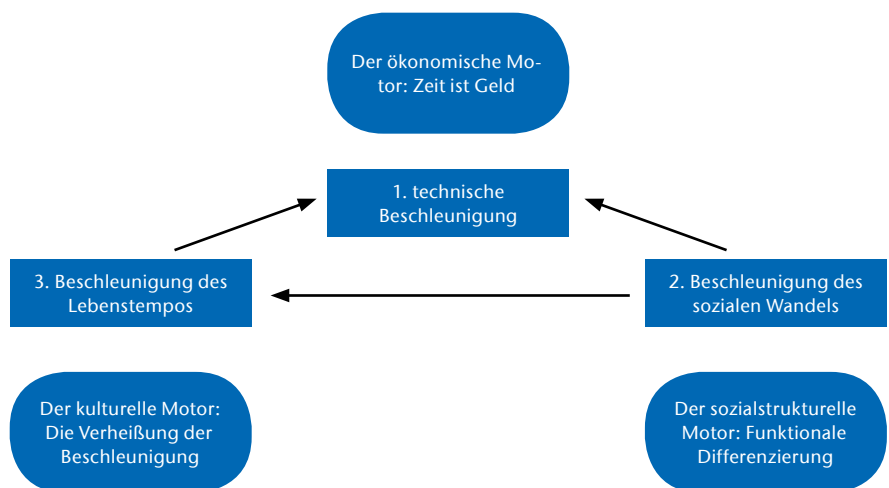 Der ökonomische Mo-
tor: Zeit ist Geld
1. technische
Beschleunigung
3. Beschleunigung des
Lebenstempos
2. Beschleunigung des
sozialen Wandels
Der kulturelle Motor:
Die Verheißung der
Beschleunigung
Der sozialstrukturelle
Motor: Funktionale
Differenzierung